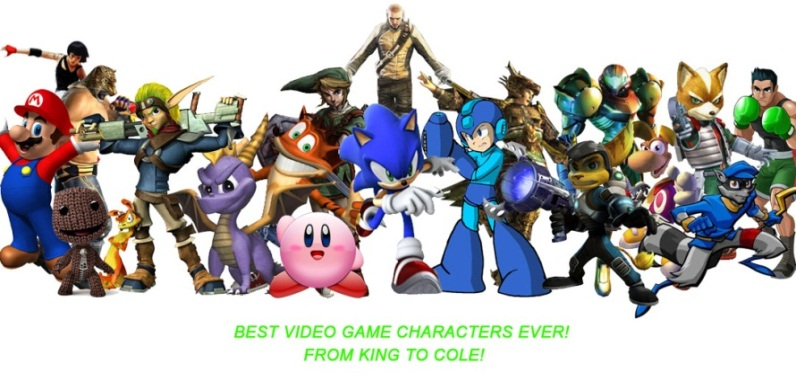 M
BEST VIDEO GAME CHARACTERS EVER!
FROM KING TO COLE!